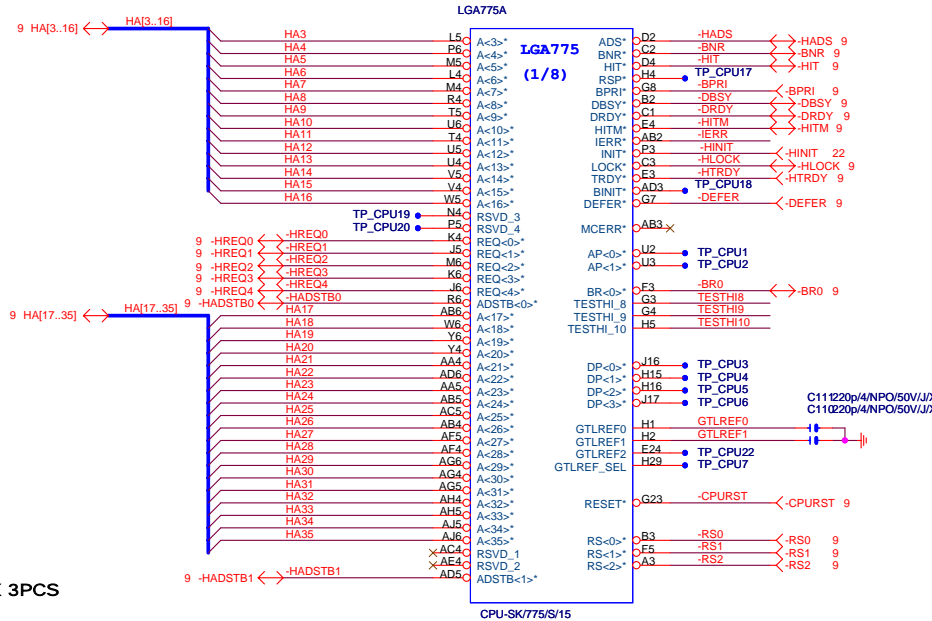 LGA775A
9 HA[3..16] HA[3..16]
LGA775
(1/8)
HA3 L5 A<3>* ADS* D2 -HADS -HADS 9
HA4 P6 A<4>* BNR* C2 -BNR -BNR 9
HA5 M5 A<5>* HIT* D4 -HIT -HIT 9
HA6 L4 A<6>* RSP* H4 TP_CPU17
HA7 M4 A<7>* BPRI* G8 -BPRI -BPRI 9
HA8 R4 A<8>* DBSY* B2 -DBSY -DBSY 9
HA9 T5 A<9>* DRDY* C1 -DRDY -DRDY 9
HA10 U6 A<10>* HITM* E4 -HITM -HITM 9
HA11 T4 A<11>* IERR* AB2 -IERR
HA12 U5 A<12>* INIT* P3 -HINIT -HINIT 22
HA13 U4 A<13>* LOCK* C3 -HLOCK -HLOCK 9
HA14 V5 A<14>* TRDY* E3 -HTRDY -HTRDY 9
HA15 V4 A<15>* BINIT* AD3 TP_CPU18
HA16 W5 A<16>* DEFER* G7 -DEFER -DEFER 9
TP_CPU19 N4 RSVD_3
TP_CPU20 P5 RSVD_4 MCERR* AB3
9 -HREQ0 -HREQ0 K4 REQ<0>*
9 -HREQ1 -HREQ1 J5 REQ<1>* AP<0>* U2 TP_CPU1
9 -HREQ2 -HREQ2 M6 REQ<2>* AP<1>* U3 TP_CPU2
9 -HREQ3 -HREQ3 K6 REQ<3>*
9 -HREQ4 -HREQ4 J6 REQ<4>* BR<0>* F3 -BR0 -BR0 9
9 -HADSTB0 -HADSTB0 R6 ADSTB<0>* TESTHI_8 G3 TESTHI8
9 HA[17..35] HA[17..35]
HA17 AB6 A<17>* TESTHI_9 G4 TESTHI9
HA18 W6 A<18>* TESTHI_10 H5 TESTHI10
HA19 Y6 A<19>*
HA20 Y4 A<20>*
HA21 AA4 A<21>* DP<0>* J16 TP_CPU3
HA22 AD6 A<22>* DP<1>* H15 TP_CPU4
HA23 AA5 A<23>* DP<2>* H16 TP_CPU5
HA24 AB5 A<24>* DP<3>* J17 TP_CPU6
HA25 AC5 A<25>*
C111 220p/4/NPO/50V/J/X
C110 220p/4/NPO/50V/J/X
HA26 AB4 A<26>* GTLREF0 H1 GTLREF0
HA27 AF5 A<27>* GTLREF1 H2 GTLREF1
HA28 AF4 A<28>* GTLREF2 E24 TP_CPU22
HA29 AG6 A<29>* GTLREF_SEL H29 TP_CPU7
HA30 AG4 A<30>*
HA31 AG5 A<31>*
HA32 AH4 A<32>* RESET* G23 -CPURST -CPURST 9
HA33 AH5 A<33>*
HA34 AJ5 A<34>*
HA35 AJ6 A<35>* RS<0>* B3 -RS0 -RS0 9
AC4 RSVD_1 RS<1>* F5 -RS1 -RS1 9
AE4 RSVD_2 RS<2>* A3 -RS2 -RS2 9
9 -HADSTB1 -HADSTB1 AD5 ADSTB<1>*
3PCS
CPU-SK/775/S/15